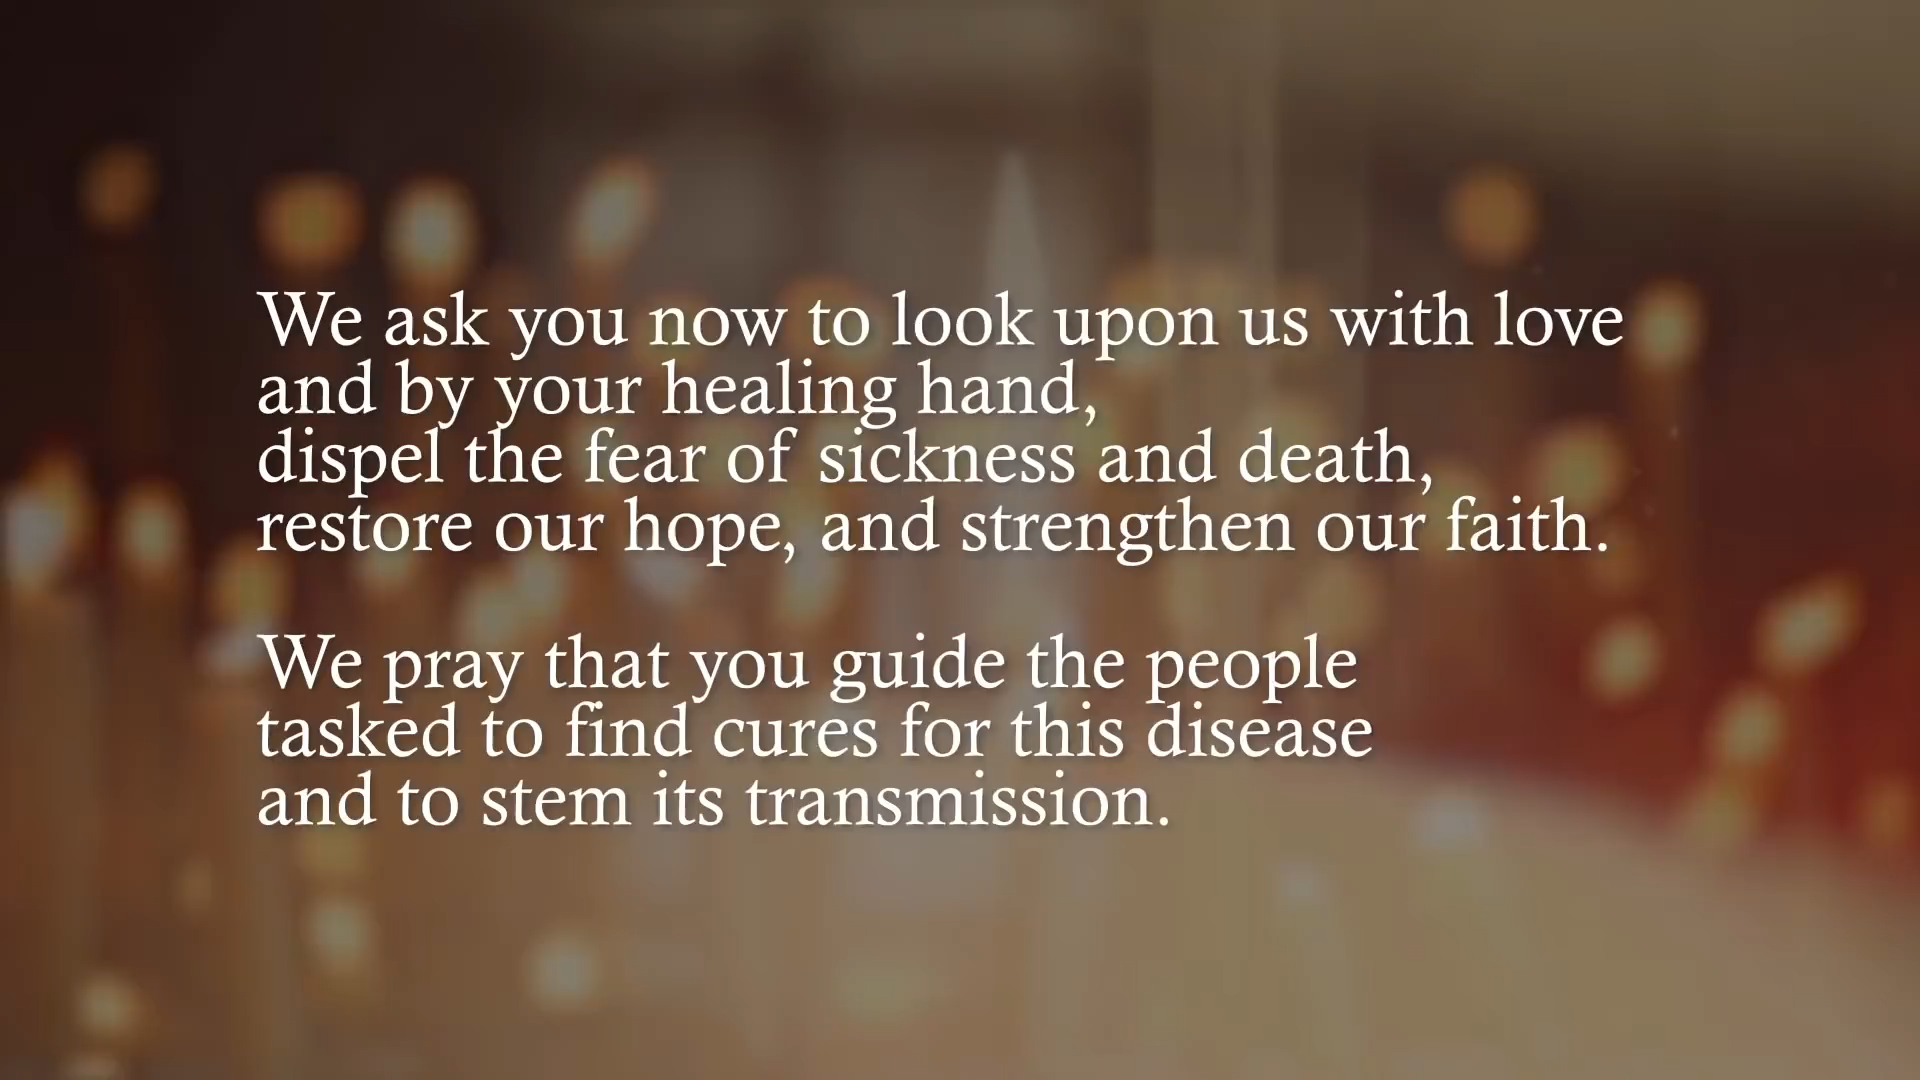 We ask you now to look upon us with love
and by your healing hand,
dispel the fear of sickness and death,
restore our hope, and strengthen our faith.
We pray that you guide the people
tasked to find cures for this disease
and to stem its transmission.